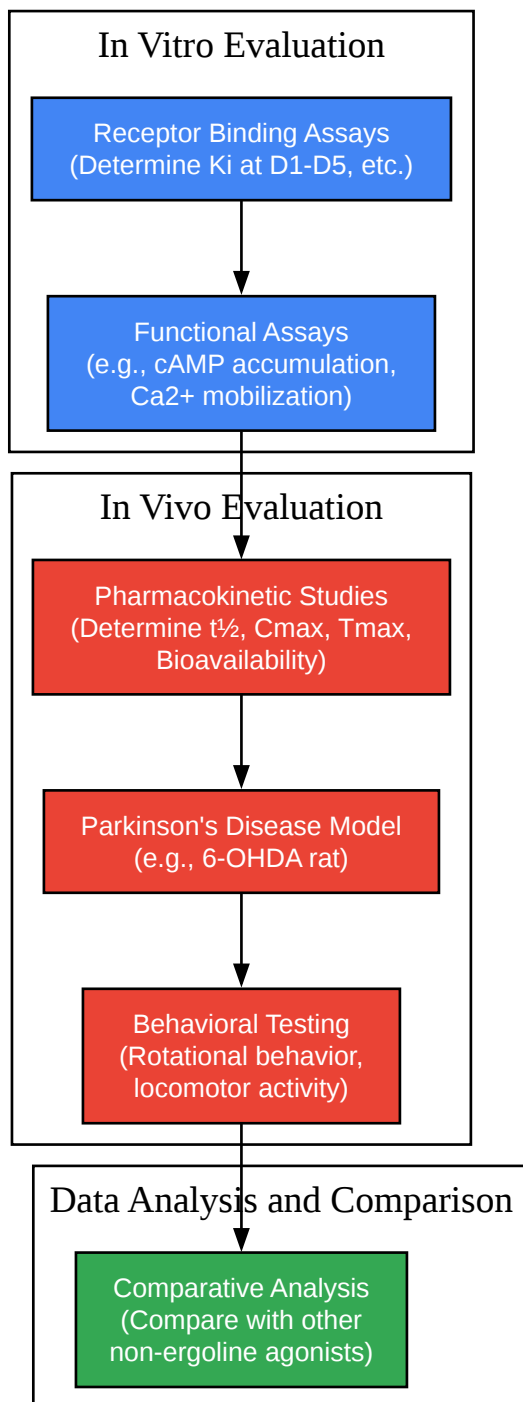 In Vitro Evaluation
Receptor Binding Assays
(Determine Ki at D1-D5, etc.)
Functional Assays
(e.g., cAMP accumulation,
Ca2+ mobilization)
In Vivo Evaluation
Pharmacokinetic Studies
(Determine t½, Cmax, Tmax,
Bioavailability)
Parkinson's Disease Model
(e.g., 6-OHDA rat)
Behavioral Testing
(Rotational behavior,
locomotor activity)
Data Analysis and Comparison
Comparative Analysis
(Compare with other
non-ergoline agonists)